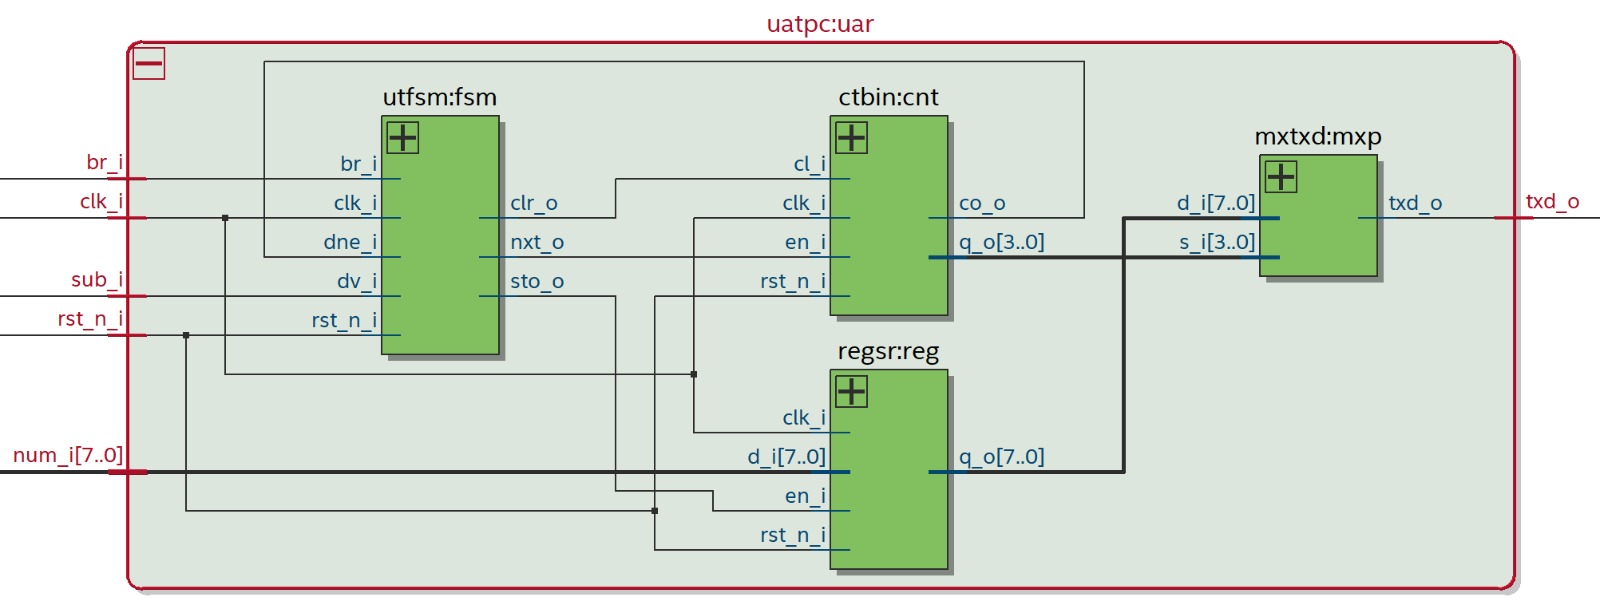 uatpc:uar
utfsm:fsm
ctbin:cnt
mxtxd:mxp
br_i
br_i
cl_i
clk_i
clk_i
clr_o
clk_i
co_o
d_i[7..0]
txd_o
txd_o
dne_i
nxt_o
en_i
q_o[3..0]
s_i[3..0]
sub_i
dv_i
sto_o
rst_n_i
rst_n_i
rst_n_i
regsr:reg
clk_i
num_i[7..0]
d_i[7..0]
q_o[7..0]
en_i
rst_n_i